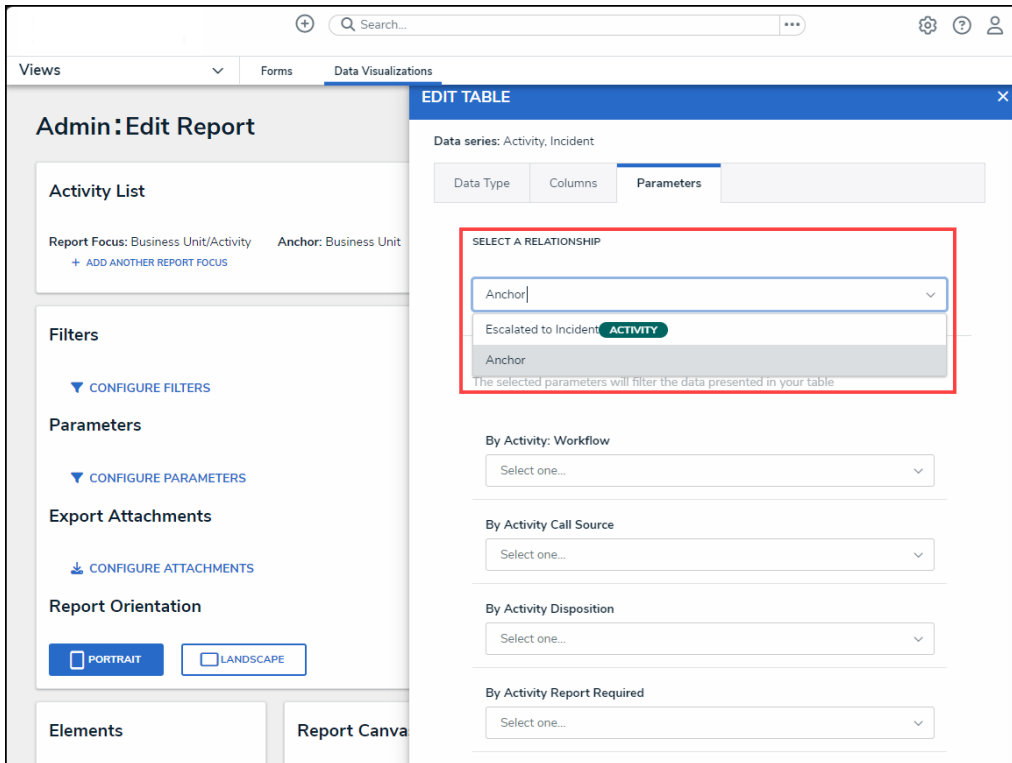 Search...
Views
Forms
Data Visualizations
EDIT TABLE
Admin:Edit Report
Data series: Activity, Incident
Data Type
Columns
Parameters
Activity List
Report Focus: Business Unit/Activity
Anchor: Business Unit
+ ADD ANOTHER REPORT FOCUS
SELECT A RELATIONSHIP
Anchor
Escalated to Incident ACTIVITY
Anchor
The selected parameters will filter the data presented in your table
Filters
CONFIGURE FILTERS
Parameters
CONFIGURE PARAMETERS
Export Attachments
CONFIGURE ATTACHMENTS
Report Orientation
PORTRAIT
LANDSCAPE
By Activity: Workflow
Select one...
By Activity Call Source
Select one...
By Activity Disposition
Select one...
By Activity Report Required
Select one...
Elements
Report Canva